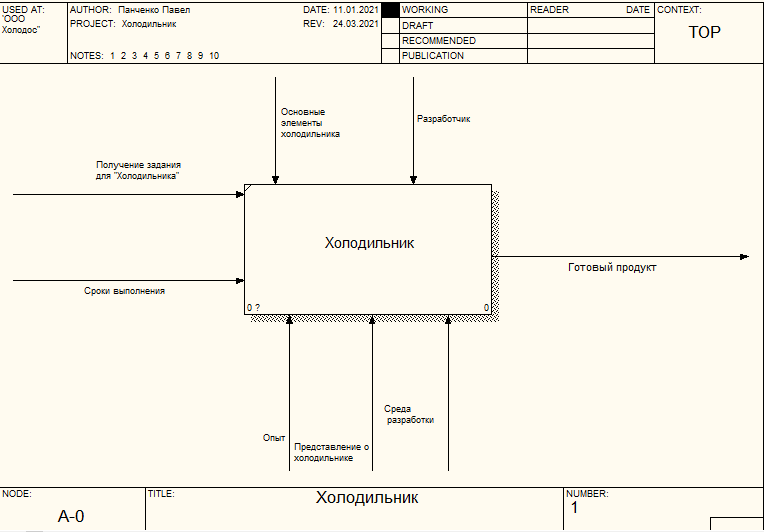 USED AT:
"ООО
Холодос"
AUTHOR: Панченко Павел
PROJECT: Холодильник
NOTES: 1 2 3 4 5 6 7 8 9 10
DATE: 11.01.2021
REV: 24.03.2021
WORKING
DRAFT
RECOMMENDED
PUBLICATION
READER
DATE
CONTEXT:
TOP
Основные
элементы
холодильника
Разработчик
Получение задания
для "Холодильника"
Сроки выполнения
Холодильник
0 ?
0
Готовый продукт
Опыт
Представление о
холодильнике
Среда
разработки
NODE:
A-0
TITLE:
Холодильник
NUMBER:
1